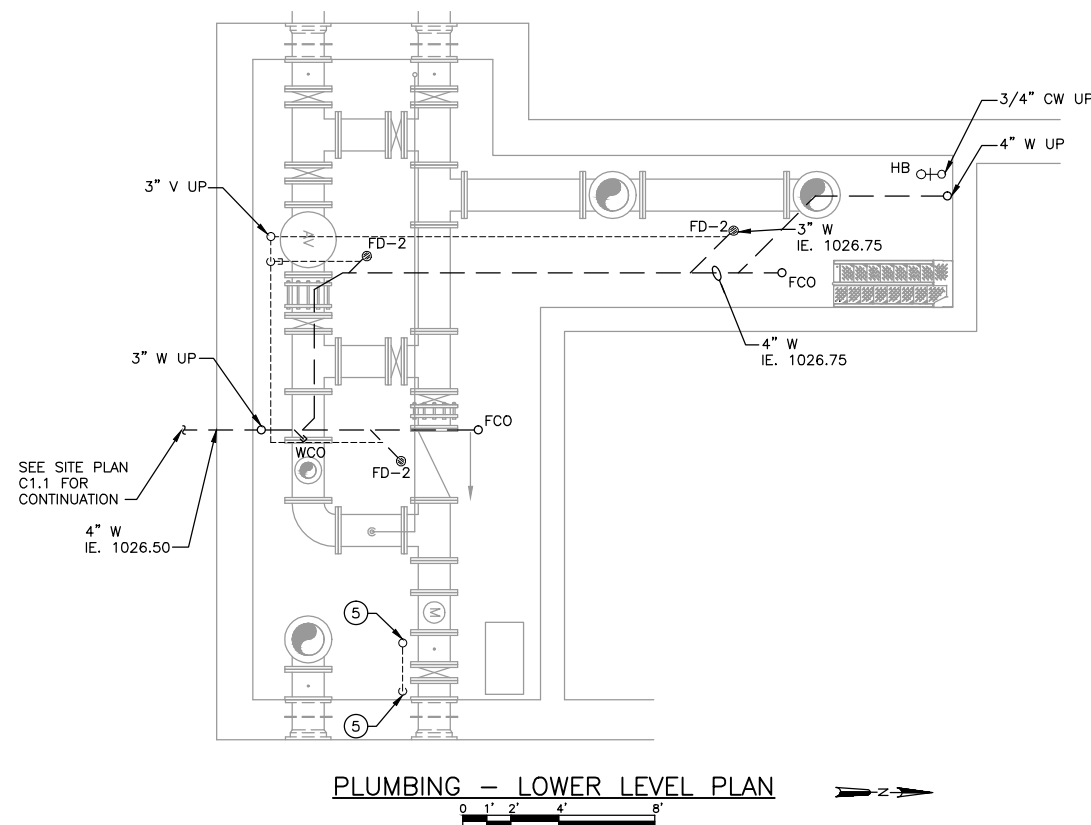 3/4" CW UP
HB
4" W UP
3" V UP
AV
FD-2
FD-2
3" W
IE. 1026.75
FCO
4" W
IE. 1026.75
3" W UP
FCO
WCO
FD-2
SEE SITE PLAN
C1.1 FOR
CONTINUATION
4" W
IE. 1026.50
5
M
5
PLUMBING – LOWER LEVEL PLAN
N
0 1' 2' 4' 8'